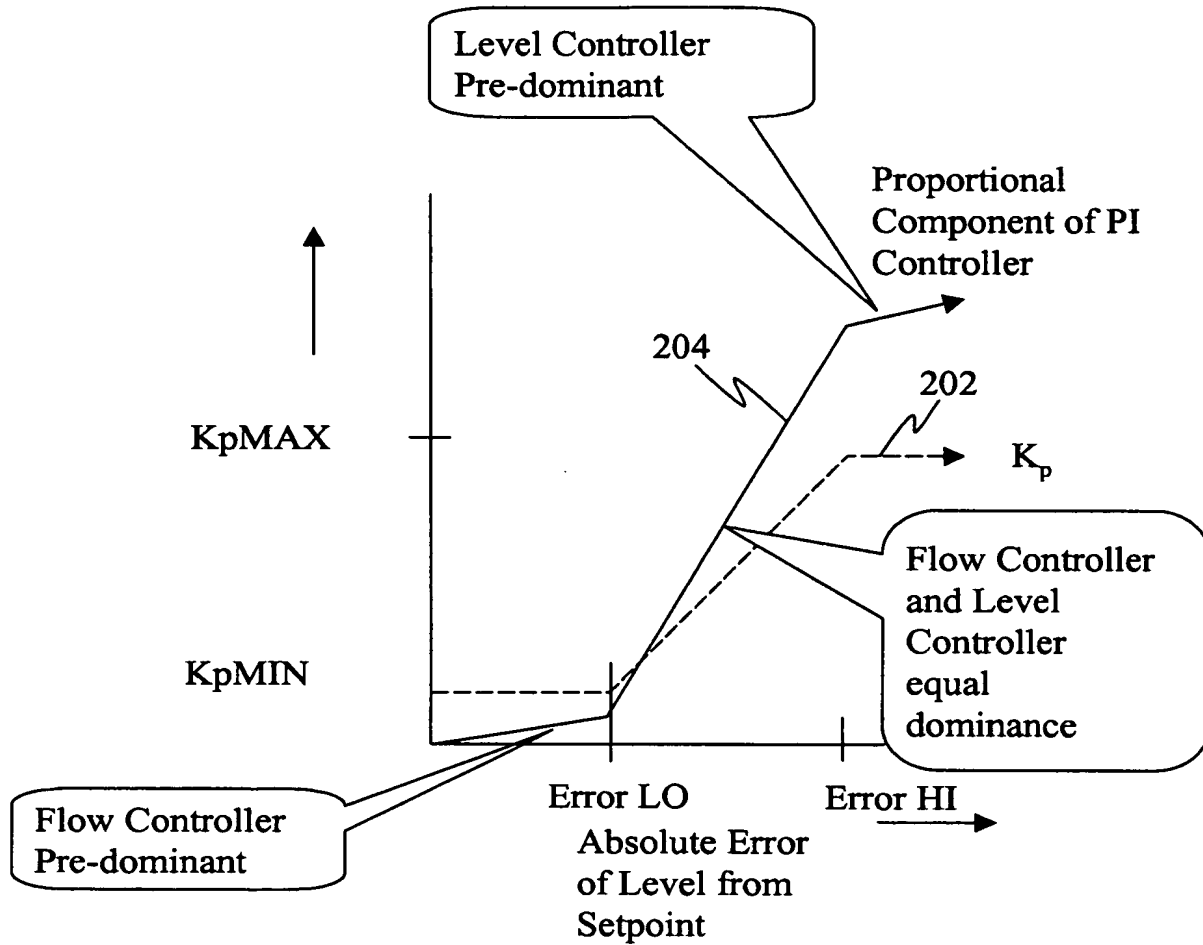 Level Controller
Pre-dominant
Proportional
Component of PI
Controller
204
202
KpMAX
Kp
Flow Controller
and Level
Controller
equal
dominance
KpMIN
Error LO
Error HI
Flow Controller
Pre-dominant
Absolute Error
of Level from
Setpoint